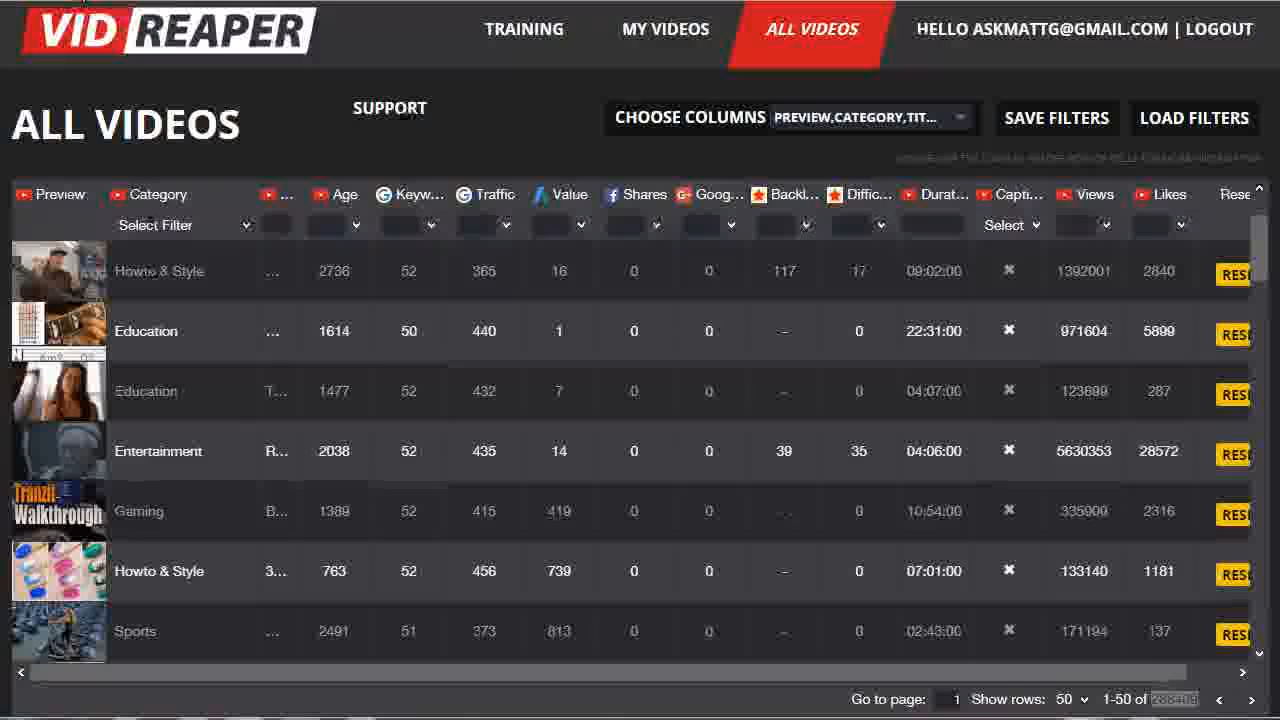 VID REAPER TRAINING MY VIDEOS ALL VIDEOS HELLO ASKMATTG@GMAIL.COM | LOGOUT
ALL VIDEOS SUPPORT CHOOSE COLUMNS PREVIEW,CATEGORY,TIT... SAVE FILTERS LOAD FILTERS
Preview Category ... Age Keyw... Traffic Value Shares Goog... Backl... Diffic... Durat... Capti... Views Likes Rese
Select Filter Select
Howto & Style ... 2736 52 365 16 0 0 117 17 09:02:00 ✖ 1392001 2840 RES
Education ... 1614 50 440 1 0 0 – 0 22:31:00 ✖ 971604 5898 RES
Education T... 1477 52 432 7 0 0 – 0 04:07:00 ✖ 287 RES
Entertainment R... 2038 52 435 14 0 0 39 35 04:06:00 ✖ 5630353 28572 RES
Tranzit
Walkthrough
Gaming B... 1389 52 415 419 0 0 0 10:54:00 ✖ 335909 2316 RES
Howto & Style 3... 763 52 456 739 0 0 – 0 07:01:00 ✖ 133140 1181 RES
Sports ... 2491 51 373 813 0 0 – 0 02:43:00 ✖ 171194 137 RES
Go to page: 1 Show rows: 50 1-50 of 288409